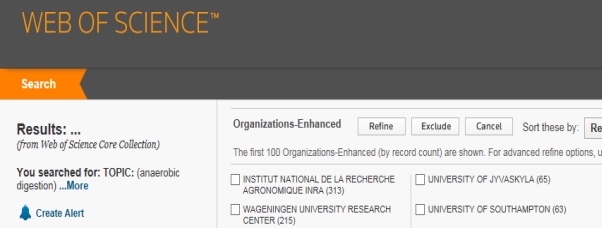 WEB OF SCIENCE™
Search
Results: ...
(from Web of Science Core Collection)
You searched for: TOPIC: (anaerobic
digestion) ...More
Create Alert
Organizations-Enhanced Refine Exclude Cancel Sort these by: Re
The first 100 Organizations-Enhanced (by record count) are shown. For advanced refine options, u
INSTITUT NATIONAL DE LA RECHERCHE
AGRONOMIQUE INRA (313)
UNIVERSITY OF JYVASKYLA (65)
WAGENINGEN UNIVERSITY RESEARCH
CENTER (215)
UNIVERSITY OF SOUTHAMPTON (63)